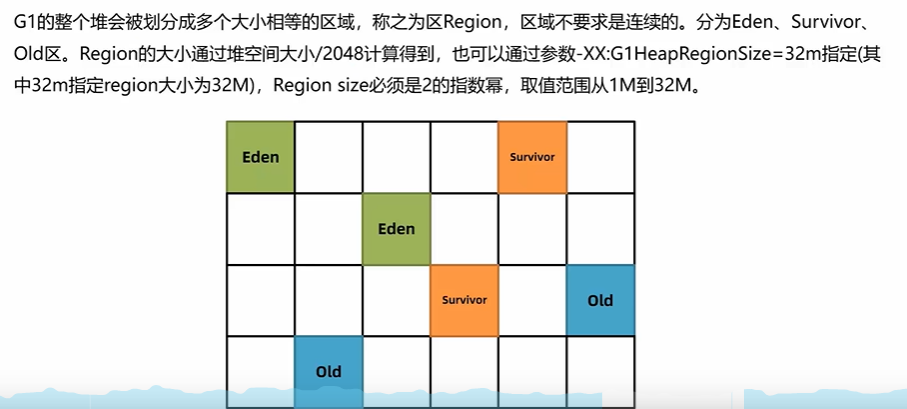 G1的整个堆会被划分成多个大小相等的区域，称之为区Region，区域不要求是连续的。分为Eden、Survivor、
Old区。Region的大小通过堆空间大小/2048计算得到，也可以通过参数-XX:G1HeapRegionSize=32m指定(其
中32m指定region大小为32M)，Region size必须是2的指数幂，取值范围从1M到32M。
Eden
Survivor
Eden
Survivor
Old
Old